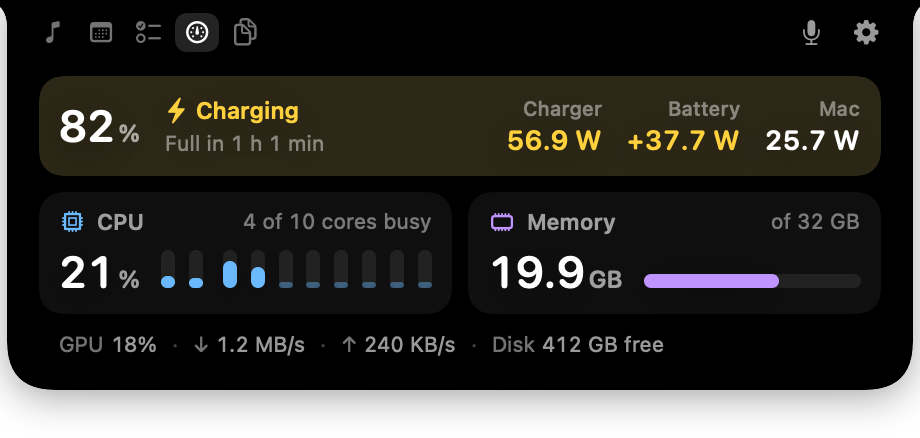 82% Charging Charger Battery Mac
Full in 1 h 1 min 56.9 W +37.7 W 25.7 W
CPU 4 of 10 cores busy
21%
Memory of 32 GB
19.9 GB
GPU 18% · ↓ 1.2 MB/s · ↑ 240 KB/s · Disk 412 GB free